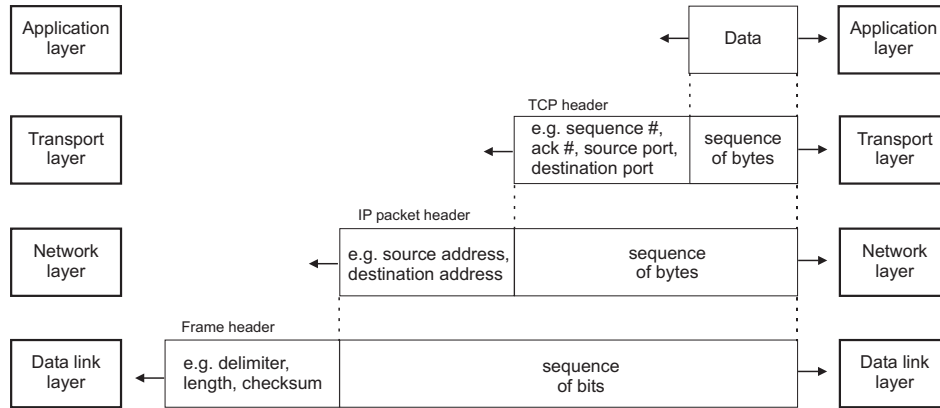 Application
layer
Data
Application
layer
TCP header
Transport
layer
e.g. sequence #,
ack #, source port,
destination port
sequence
of bytes
Transport
layer
IP packet header
Network
layer
e.g. source address,
destination address
sequence
of bytes
Network
layer
Frame header
Data link
layer
e.g. delimiter,
length, checksum
sequence
of bits
Data link
layer